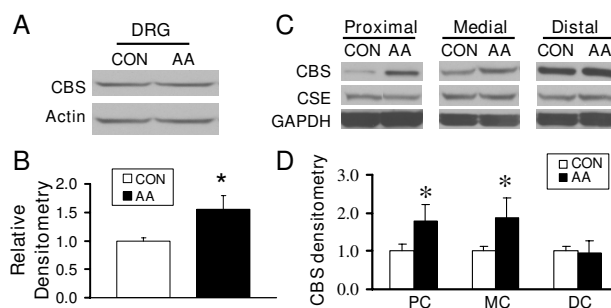 A
DRG
CON AA
CBS
Actin
B
CON
AA
Relative
Densitometry
2.0
1.5
1.0
0.5
0.0
*
C
Proximal Medial Distal
CON AA CON AA CON AA
CBS
CSE
GAPDH
D
CON
AA
CBS densitometry
3.0
2.0
1.0
0.0
* *
PC MC DC